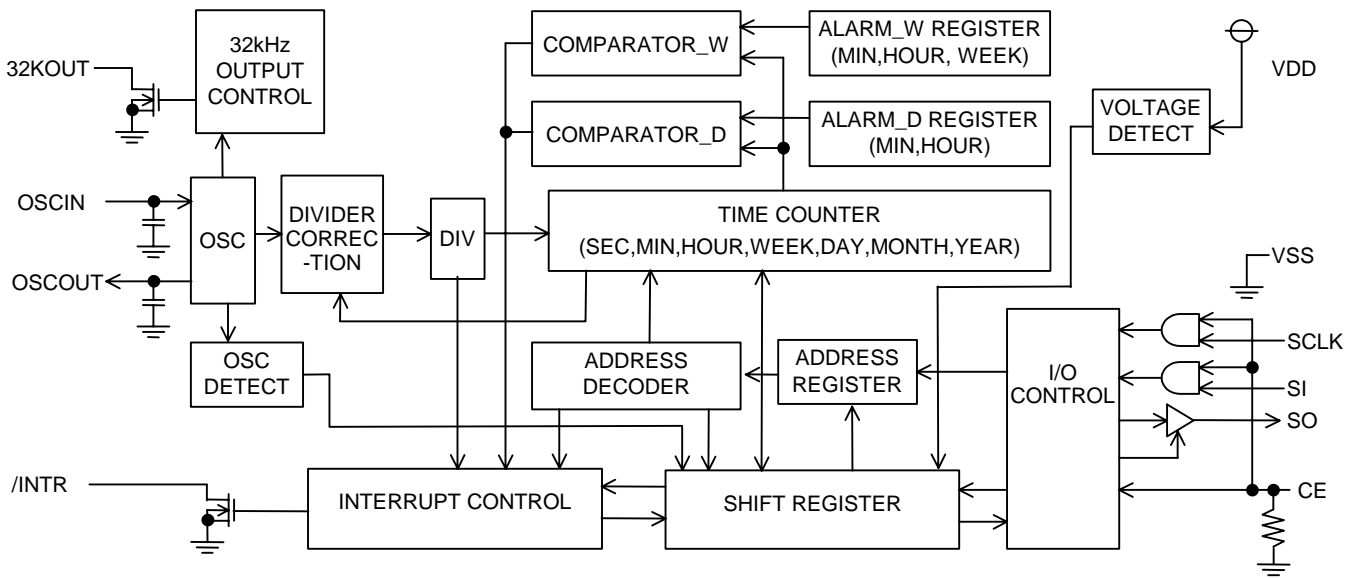 32KOUT
32kHz
OUTPUT
CONTROL
COMPARATOR_W
ALARM_W REGISTER
(MIN,HOUR, WEEK)
VDD
VOLTAGE
DETECT
COMPARATOR_D
ALARM_D REGISTER
(MIN,HOUR)
OSCIN
OSCOUT
OSC
DIVIDER
CORREC
-TION
DIV
TIME COUNTER
(SEC,MIN,HOUR,WEEK,DAY,MONTH,YEAR)
VSS
OSC
DETECT
ADDRESS
DECODER
ADDRESS
REGISTER
I/O
CONTROL
SCLK
SI
SO
CE
/INTR
INTERRUPT CONTROL
SHIFT REGISTER